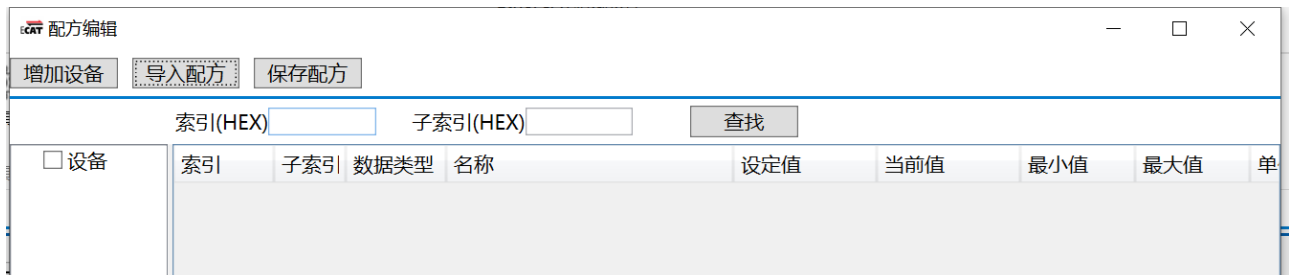 ECAT 配方编辑
增加设备 导入配方 保存配方
索引(HEX) 子索引(HEX) 查找
设备 索引 子索引 数据类型 名称 设定值 当前值 最小值 最大值 单